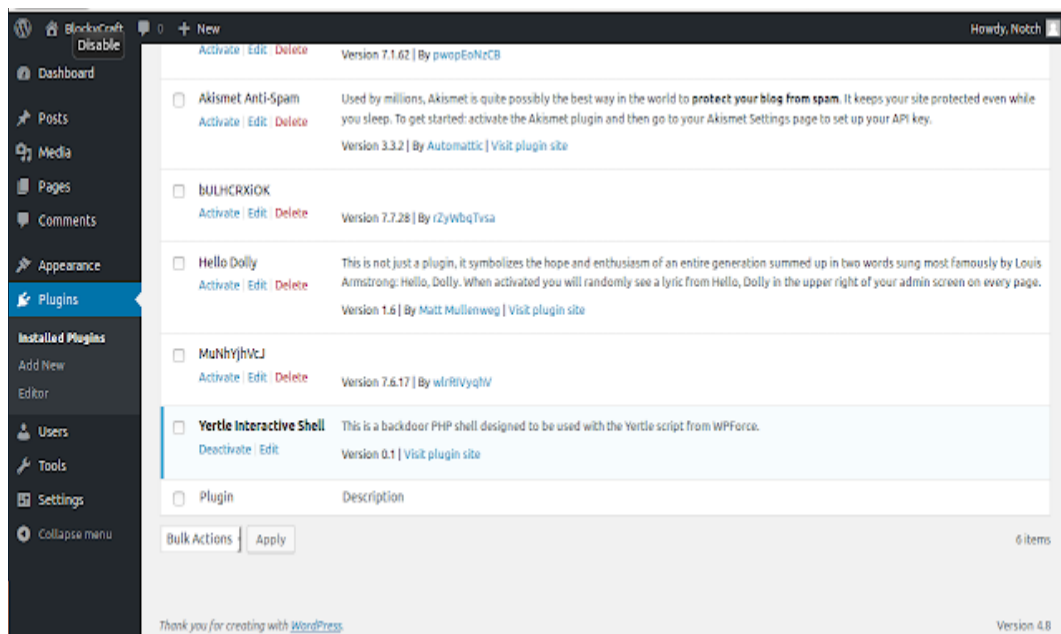 BlockyCraft 0 + New Howdy, Notch
Disable
Dashboard
Posts
Media
Pages
Comments
Appearance
Plugins
Installed Plugins
Add New
Editor
Users
Tools
Settings
Collapse menu
Activate | Edit | Delete
Version 7.1.62 | By pwopEoNzCB
Akismet Anti-Spam
Activate | Edit | Delete
Used by millions, Akismet is quite possibly the best way in the world to protect your blog from spam. It keeps your site protected even while
you sleep. To get started: activate the Akismet plugin and then go to your Akismet Settings page to set up your API key.
Version 3.3.2 | By Automattic | Visit plugin site
bULHCRXiOK
Activate | Edit | Delete
Version 7.7.28 | By rZyWbqTvsa
Hello Dolly
Activate | Edit | Delete
This is not just a plugin, it symbolizes the hope and enthusiasm of an entire generation summed up in two words sung most famously by Louis
Armstrong: Hello, Dolly. When activated you will randomly see a lyric from Hello, Dolly in the upper right of your admin screen on every page.
Version 1.6 | By Matt Mullenweg | Visit plugin site
MuNhYjhVcJ
Activate | Edit | Delete
Version 7.6.17 | By wlrRIVyqhV
Yertle Interactive Shell
Deactivate | Edit
This is a backdoor PHP shell designed to be used with the Yertle script from WPForce.
Version 0.1 | Visit plugin site
Plugin Description
Bulk Actions Apply 6 items
Thank you for creating with WordPress. Version 4.8